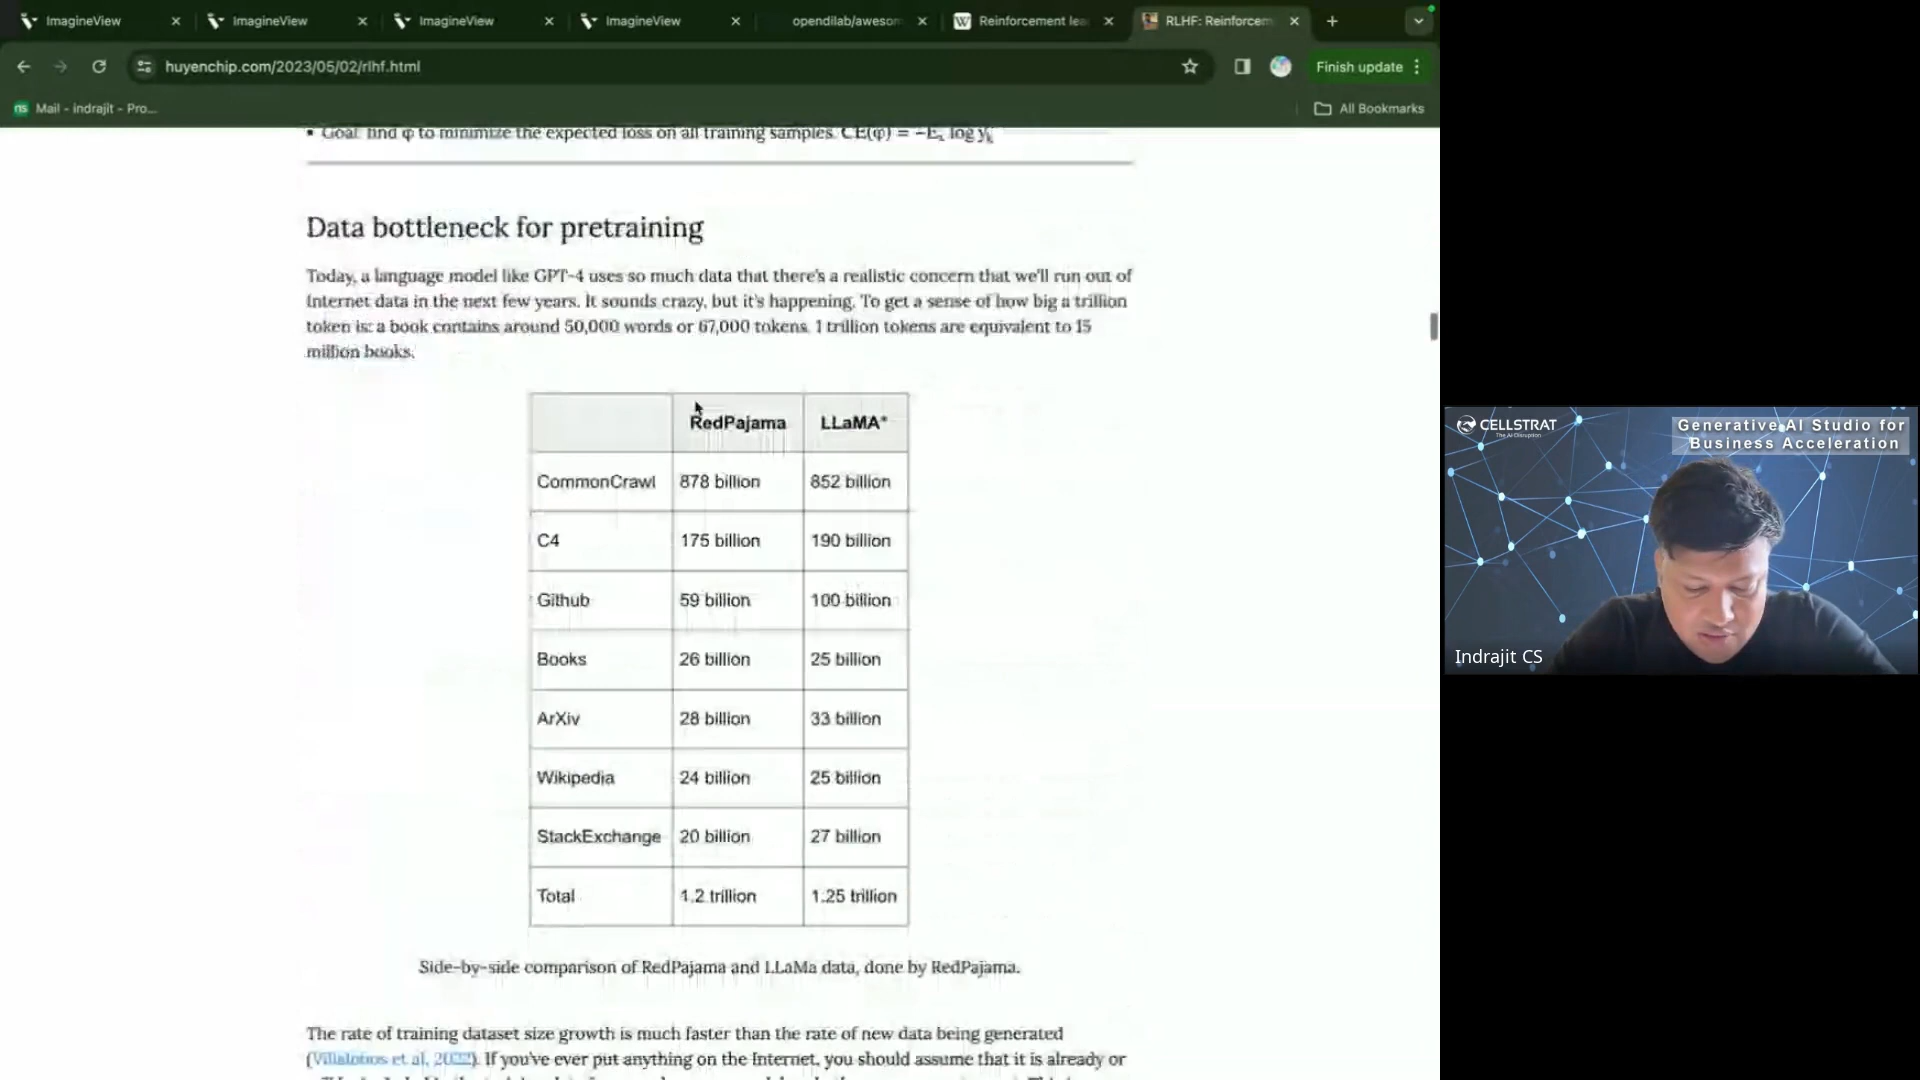 ImagineView
ImagineView
ImagineView
ImagineView
opendilab/awesom
Reinforcement lea
RLHF: Reinforcem
huyenchip.com/2023/05/02/rlhf.html
Finish update
Mail - indrajit - Pro...
All Bookmarks
• Goal: find φ to minimize the expected loss on all training samples. CE(φ) = −Eₓ log yₖ
Data bottleneck for pretraining
Today, a language model like GPT-4 uses so much data that there's a realistic concern that we'll run out of
Internet data in the next few years. It sounds crazy, but it's happening. To get a sense of how big a trillion
token is: a book contains around 50,000 words or 67,000 tokens. 1 trillion tokens are equivalent to 15
million books.
RedPajama LLaMA*
CommonCrawl 878 billion 852 billion
C4 175 billion 190 billion
Github 59 billion 100 billion
Books 26 billion 25 billion
ArXiv 28 billion 33 billion
Wikipedia 24 billion 25 billion
StackExchange 20 billion 27 billion
Total 1.2 trillion 1.25 trillion
Side-by-side comparison of RedPajama and LLaMa data, done by RedPajama.
The rate of training dataset size growth is much faster than the rate of new data being generated
(Villalobos et al, 2022). If you've ever put anything on the Internet, you should assume that it is already or
CELLSTRAT
The AI Disruption
Generative AI Studio for
Business Acceleration
Indrajit CS